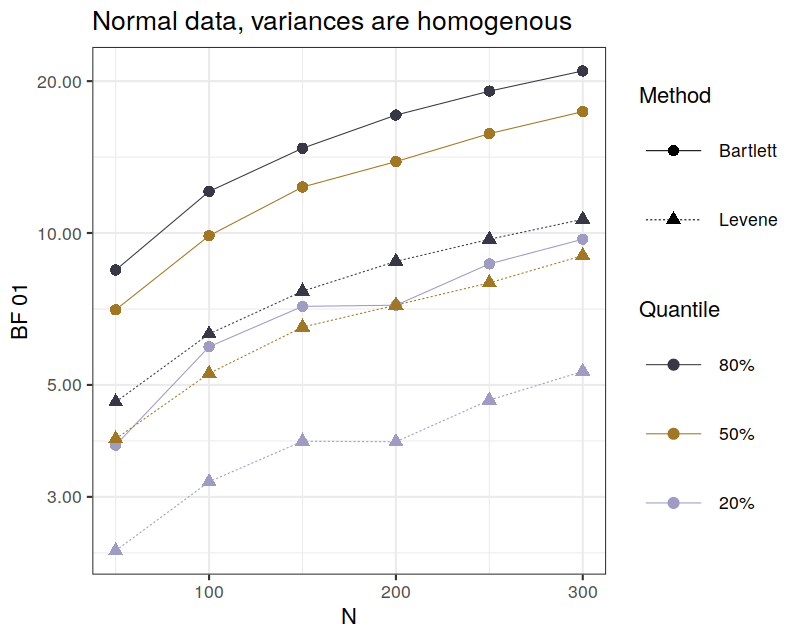 Normal data, variances are homogenous
20.00
10.00
5.00
3.00
BF 01
100
200
300
N
Method
Bartlett
Levene
Quantile
80%
50%
20%